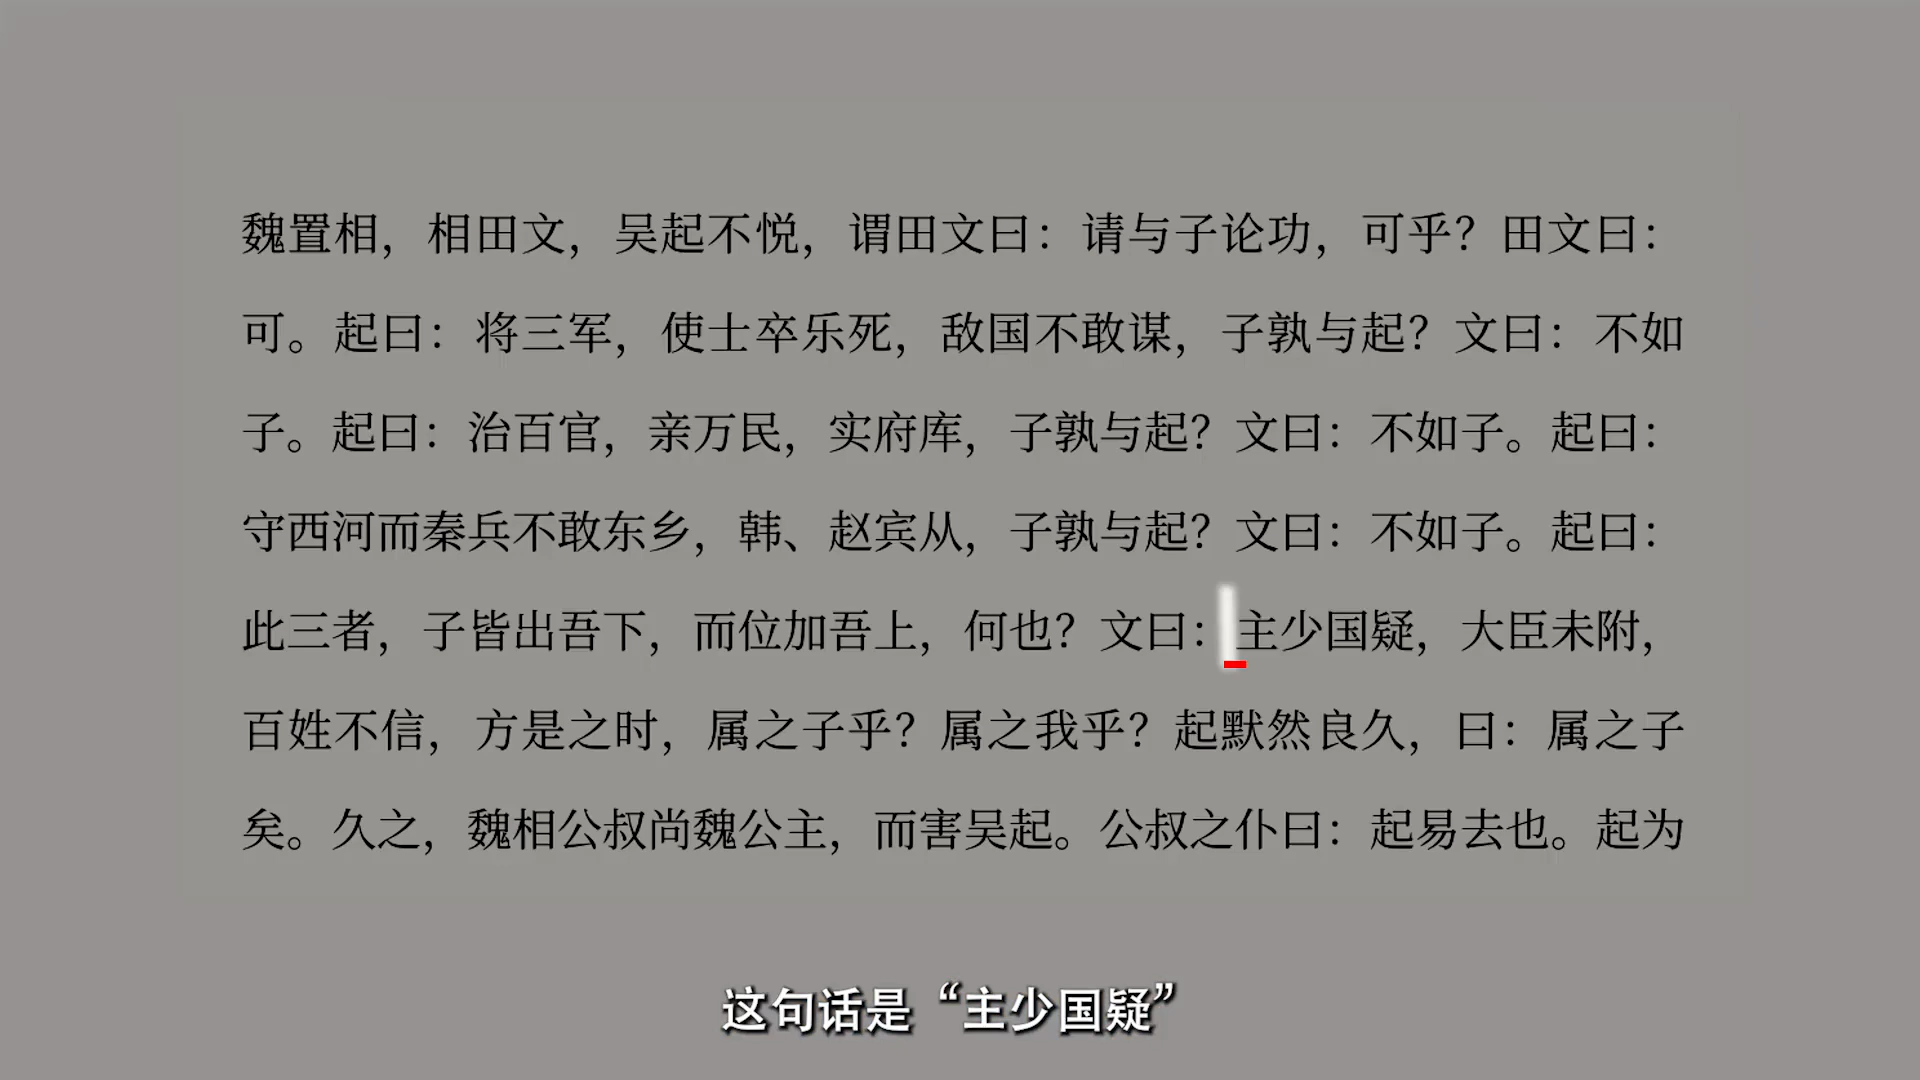 魏置相，相田文，吴起不悦，谓田文曰：请与子论功，可乎？田文曰：
可。起曰：将三军，使士卒乐死，敌国不敢谋，子孰与起？文曰：不如
子。起曰：治百官，亲万民，实府库，子孰与起？文曰：不如子。起曰：
守西河而秦兵不敢东乡，韩、赵宾从，子孰与起？文曰：不如子。起曰：
此三者，子皆出吾下，而位加吾上，何也？文曰：主少国疑，大臣未附，
百姓不信，方是之时，属之子乎？属之我乎？起默然良久，曰：属之子
矣。久之，魏相公叔尚魏公主，而害吴起。公叔之仆曰：起易去也。起为
这句话是“主少国疑”